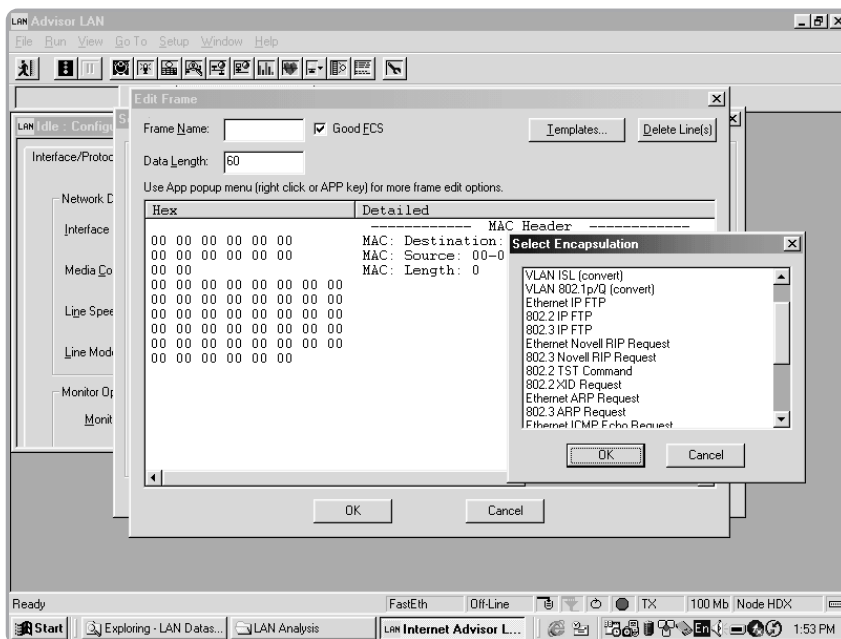 LAN Advisor LAN
File Run View Go To Setup Window Help
Edit Frame
LAN Idle : Configu
Frame Name:
Good FCS
Templates...
Delete Line(s)
Interface/Protoc
Data Length: 60
Use App popup menu (right click or APP key) for more frame edit options.
Network D
Interface
Media Co
Line Spee
Line Mode
Monitor Op
Monit
Hex Detailed
------------ MAC Header ------------
00 00 00 00 00 00 MAC: Destination:
00 00 00 00 00 00 MAC: Source: 00-0
00 00 MAC: Length: 0
00 00 00 00 00 00 00 00
00 00 00 00 00 00 00 00
00 00 00 00 00 00 00 00
00 00 00 00 00 00 00 00
00 00 00 00 00 00 00 00
00 00 00 00 00 00
Select Encapsulation
VLAN ISL (convert)
VLAN 802.1p/Q (convert)
Ethernet IP FTP
802.2 IP FTP
802.3 IP FTP
Ethernet Novell RIP Request
802.3 Novell RIP Request
802.2 TST Command
802.2 XID Request
Ethernet ARP Request
802.3 ARP Request
Ethernet ICMP Echo Request
OK Cancel
OK Cancel
Ready FastEth Off-Line TX 100 Mb Node HDX
Start Exploring - LAN Datas... LAN Analysis LAN Internet Advisor L... En 1:53 PM